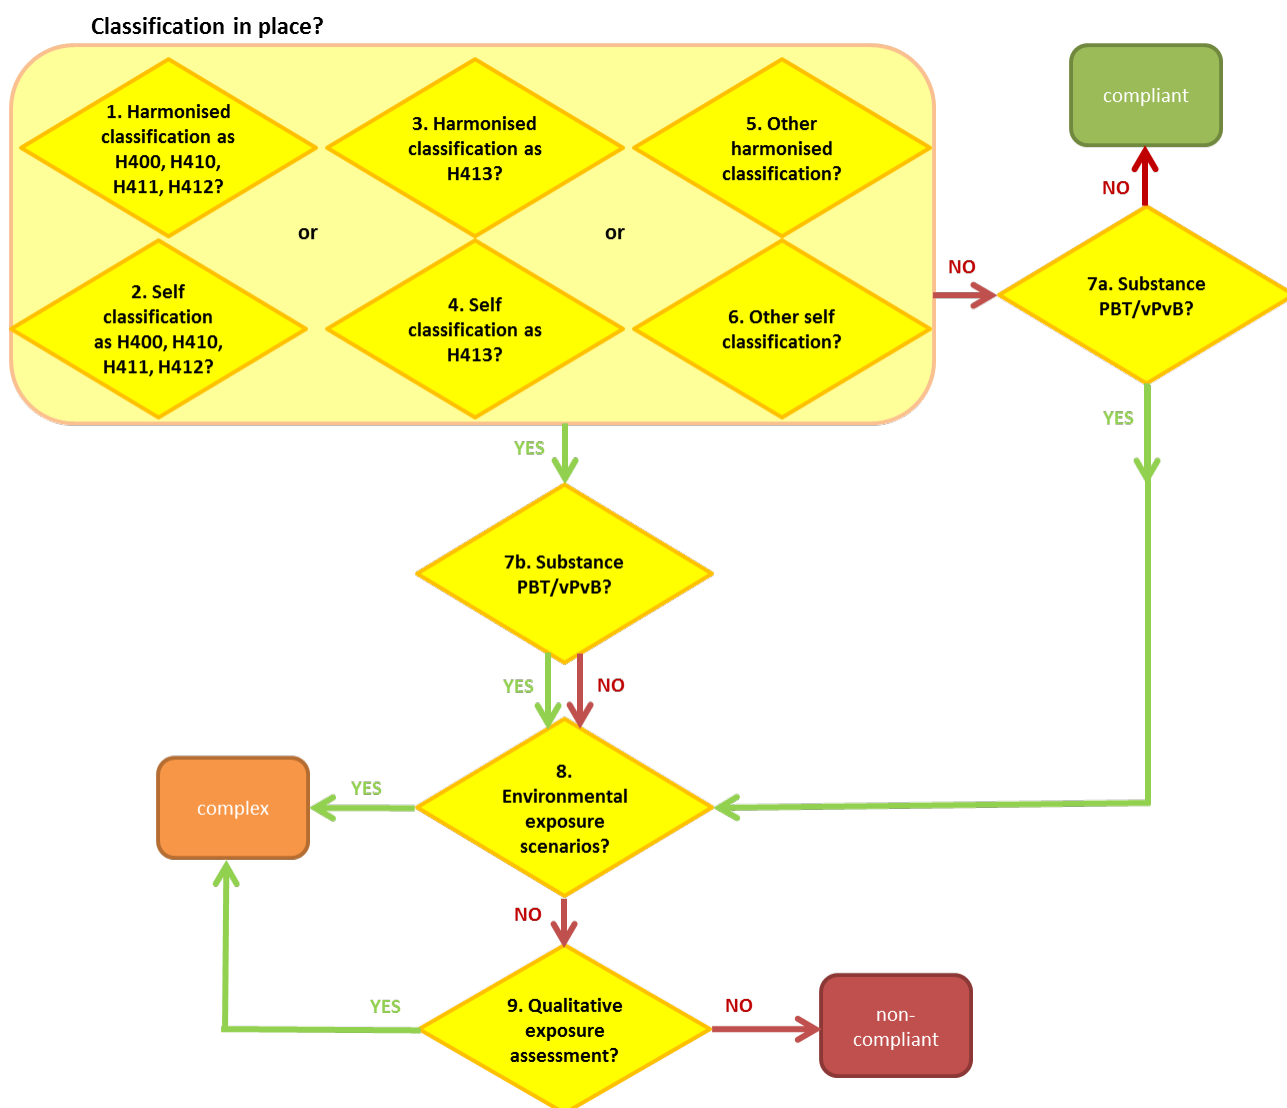 Classification in place?
1. Harmonised
classification as
H400, H410,
H411, H412?
3. Harmonised
classification as
H413?
5. Other
harmonised
classification?
compliant
NO
or
or
2. Self
classification
as H400, H410,
H411, H412?
4. Self
classification as
H413?
6. Other self
classification?
NO
7a. Substance
PBT/vPvB?
YES
YES
7b. Substance
PBT/vPvB?
YES
NO
8.
Environmental
exposure
scenarios?
YES
complex
NO
9. Qualitative
exposure
assessment?
YES
NO
non-
compliant